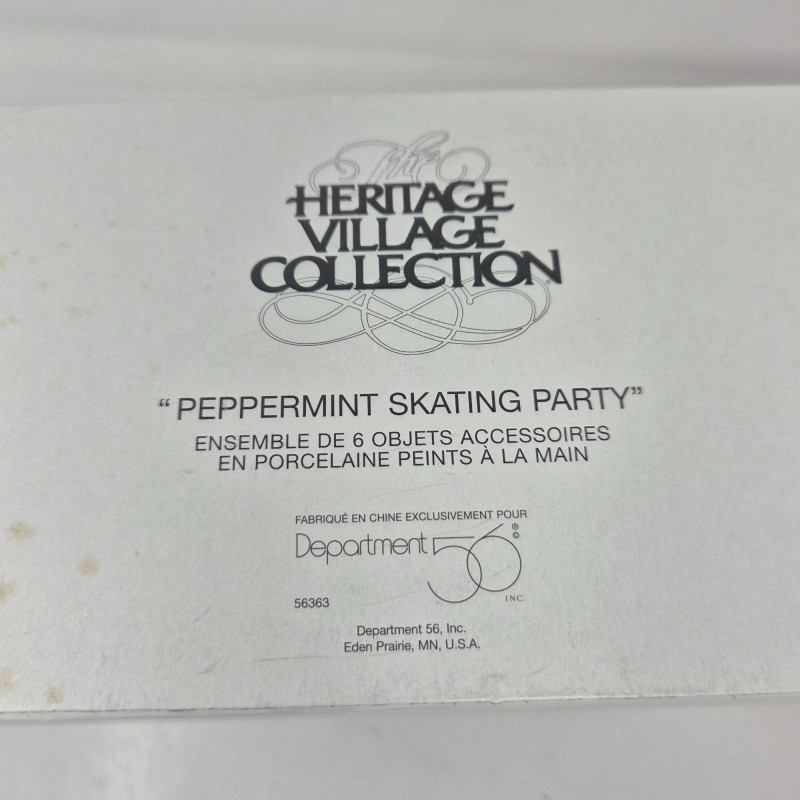 The
HERITAGE
VILLAGE
COLLECTION
“PEPPERMINT SKATING PARTY”
ENSEMBLE DE 6 OBJETS ACCESSOIRES
EN PORCELAINE PEINTS À LA MAIN
FABRIQUÉ EN CHINE EXCLUSIVEMENT POUR
Department 56 ® ©
56363 INC.
Department 56, Inc.
Eden Prairie, MN, U.S.A.